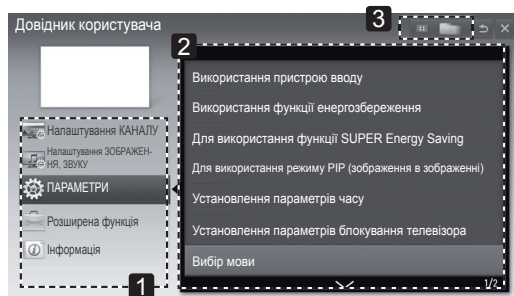 Довідник користувача
3
2
Налаштування КАНАЛУ
Налаштування ЗОБРАЖЕН-
НЯ, ЗВУКУ
ПАРАМЕТРИ
Розширена функція
Інформація
1
Використання пристрою вводу
Використання функції енергозбереження
Для використання функції SUPER Energy Saving
Для використання режиму PIP (зображення в зображенні)
Установлення параметрів часу
Установлення параметрів блокування телевізора
Вибір мови
1/2